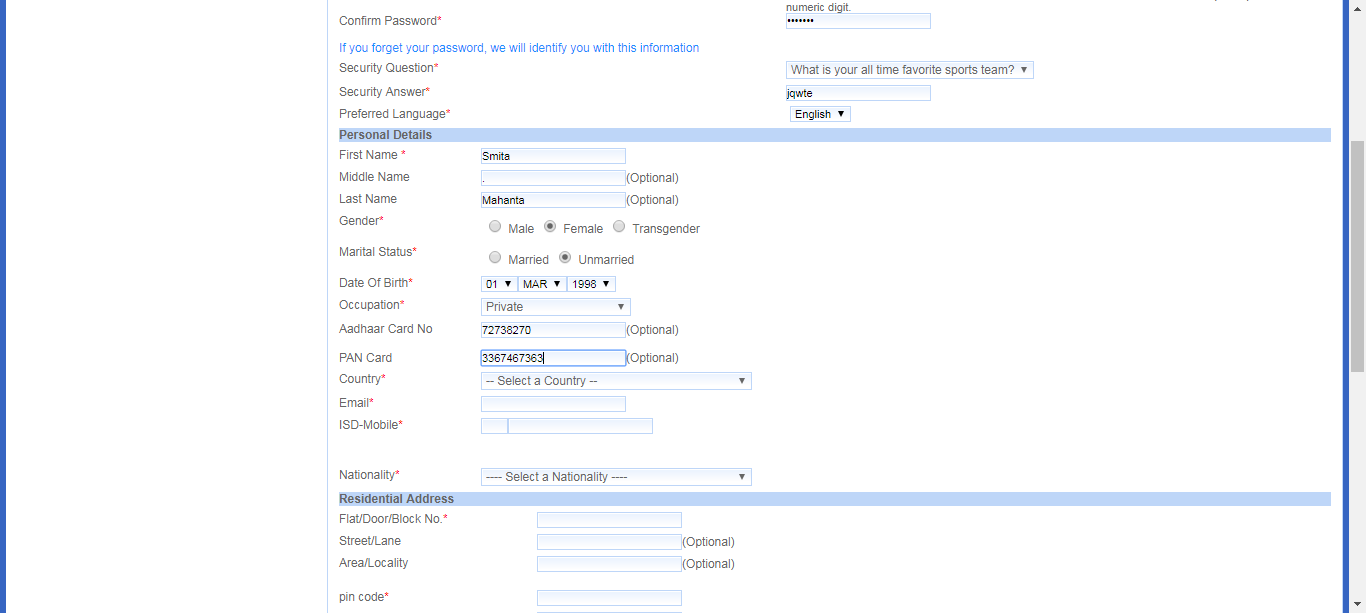 numeric digit.
Confirm Password* •••••••
If you forget your password, we will identify you with this information
Security Question* What is your all time favorite sports team?
Security Answer* jqwte
Preferred Language* English
Personal Details
First Name * Smita
Middle Name . (Optional)
Last Name Mahanta (Optional)
Gender* Male Female Transgender
Marital Status* Married Unmarried
Date Of Birth* 01 MAR 1998
Occupation* Private
Aadhaar Card No 72738270 (Optional)
PAN Card 3367467363 (Optional)
Country* -- Select a Country --
Email*
ISD-Mobile*
Nationality* ---- Select a Nationality ----
Residential Address
Flat/Door/Block No.*
Street/Lane (Optional)
Area/Locality (Optional)
pin code*